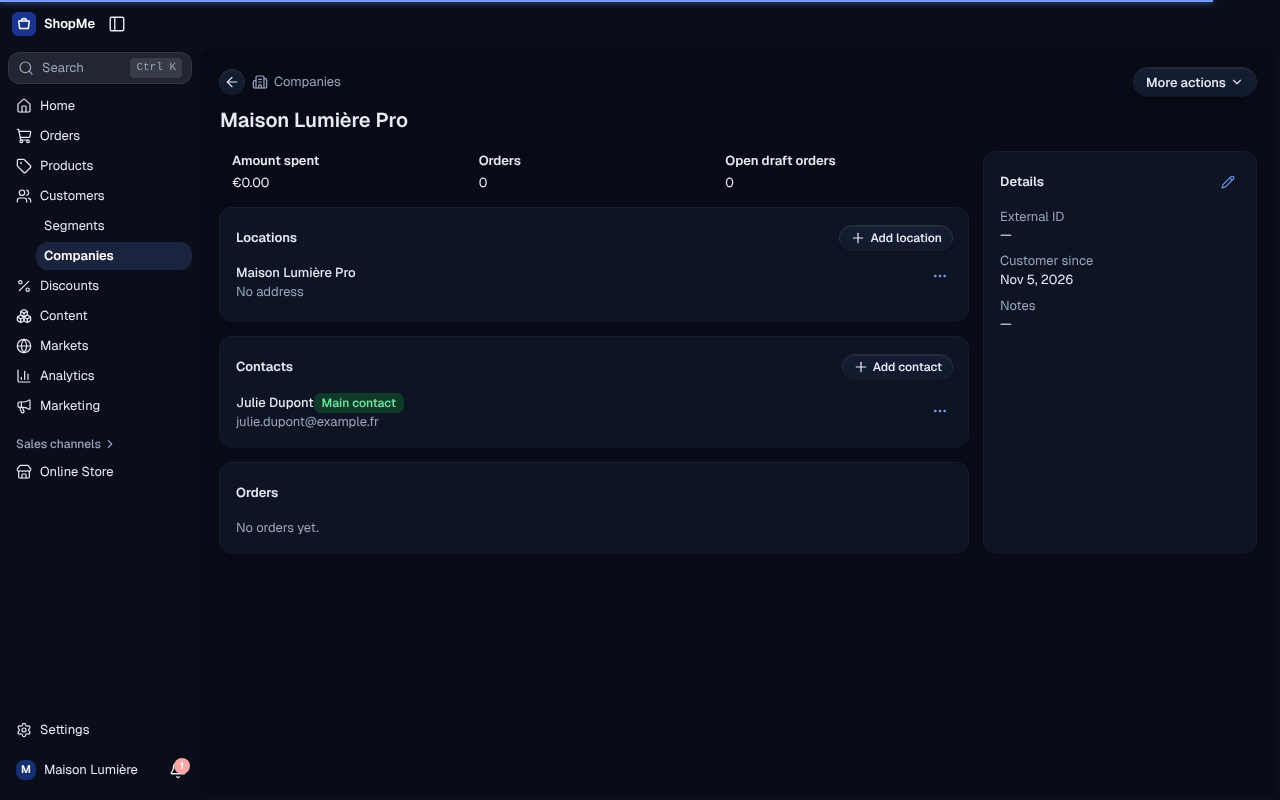 ShopMe
Search Ctrl K
Home
Orders
Products
Customers
Segments
Companies
Discounts
Content
Markets
Analytics
Marketing
Sales channels
Online Store
Settings
M Maison Lumière 1
Companies
More actions
Maison Lumière Pro
Amount spent Orders Open draft orders
€0.00 0 0
Locations Add location
Maison Lumière Pro
No address
Contacts Add contact
Julie Dupont Main contact
julie.dupont@example.fr
Orders
No orders yet.
Details
External ID
—
Customer since
Nov 5, 2026
Notes
—